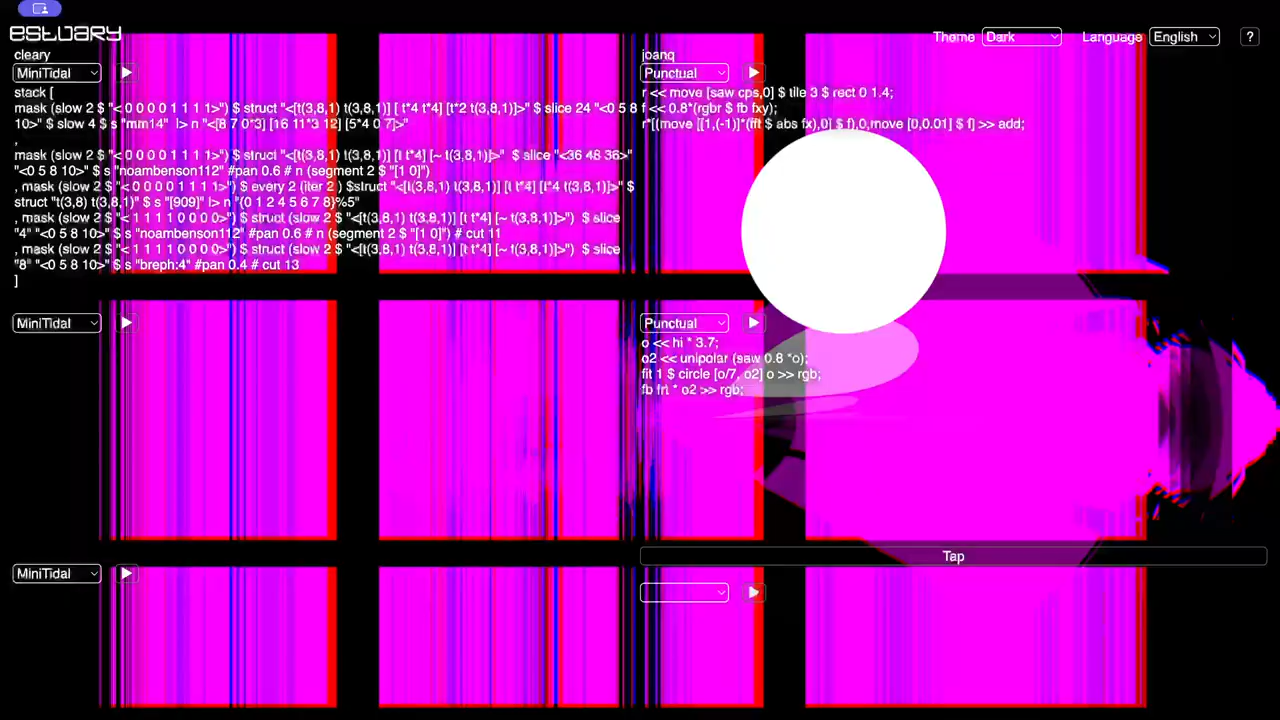 estuary
Theme Dark Language English ?
cleary
MiniTidal
stack [
mask (slow 2 $ "< 0 0 0 0 1 1 1 1>") $ struct "<[t(3,8,1) t(3,8,1)] [ t*4 t*4] [t*2 t(3,8,1)]>" $ slice 24 "<0 5 8
10>" $ slow 4 $ s "mm14" |> n "<[8 7 0*3] [16 11*3 12] [5*4 0 7]>"
,
mask (slow 2 $ "< 0 0 0 0 1 1 1 1>") $ struct "<[t(3,8,1) t(3,8,1)] [t t*4] [~ t(3,8,1)]>" $ slice "<36 48 36>"
"<0 5 8 10>" $ s "noambenson112" #pan 0.6 # n (segment 2 $ "[1 0]")
, mask (slow 2 $ "< 0 0 0 0 1 1 1 1>") $ every 2 (iter 2 ) $struct "<[t(3,8,1) t(3,8,1)] [t t*4] [t*4 t(3,8,1)]>" $
struct "t(3,8) t(3,8,1)" $ s "[909]" |> n "{0 1 2 4 5 6 7 8}%5"
, mask (slow 2 $ "< 1 1 1 1 0 0 0 0>") $ struct (slow 2 $ "<[t(3,8,1) t(3,8,1)] [t t*4] [~ t(3,8,1)]>") $ slice
"4" "<0 5 8 10>" $ s "noambenson112" #pan 0.6 # n (segment 2 $ "[1 0]") # cut 11
, mask (slow 2 $ "< 1 1 1 1 0 0 0 0>") $ struct (slow 2 $ "<[t(3,8,1) t(3,8,1)] [t t*4] [~ t(3,8,1)]>") $ slice
"8" "<0 5 8 10>" $ s "breph:4" #pan 0.4 # cut 13
]
joanq
Punctual
r << move [saw cps,0] $ tile 3 $ rect 0 1.4;
f << 0.8*(rgbr $ fb fxy);
r*[(move [[1,(-1)]*(ifft $ abs fx),0] $ f),0,move [0,0.01] $ f] >> add;
MiniTidal
Punctual
o << hi * 3.7;
o2 << unipolar (saw 0.8 *o);
fit 1 $ circle [o/7, o2] o >> rgb;
fb frt * o2 >> rgb;
Tap
MiniTidal